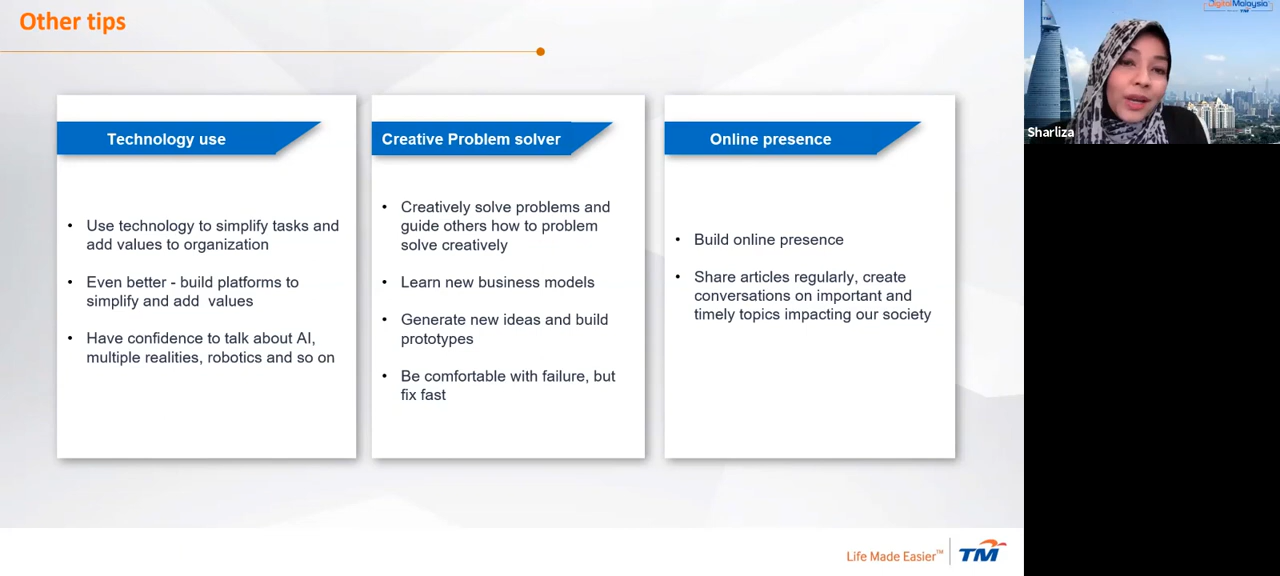 Other tips
Technology use
Use technology to simplify tasks and
add values to organization
Even better - build platforms to
simplify and add values
Have confidence to talk about AI,
multiple realities, robotics and so on
Creative Problem solver
Creatively solve problems and
guide others how to problem
solve creatively
Learn new business models
Generate new ideas and build
prototypes
Be comfortable with failure, but
fix fast
Online presence
Build online presence
Share articles regularly, create
conversations on important and
timely topics impacting our society
Life Made Easier™
TM
DigitalMalaysia
TM
TM
Sharliza